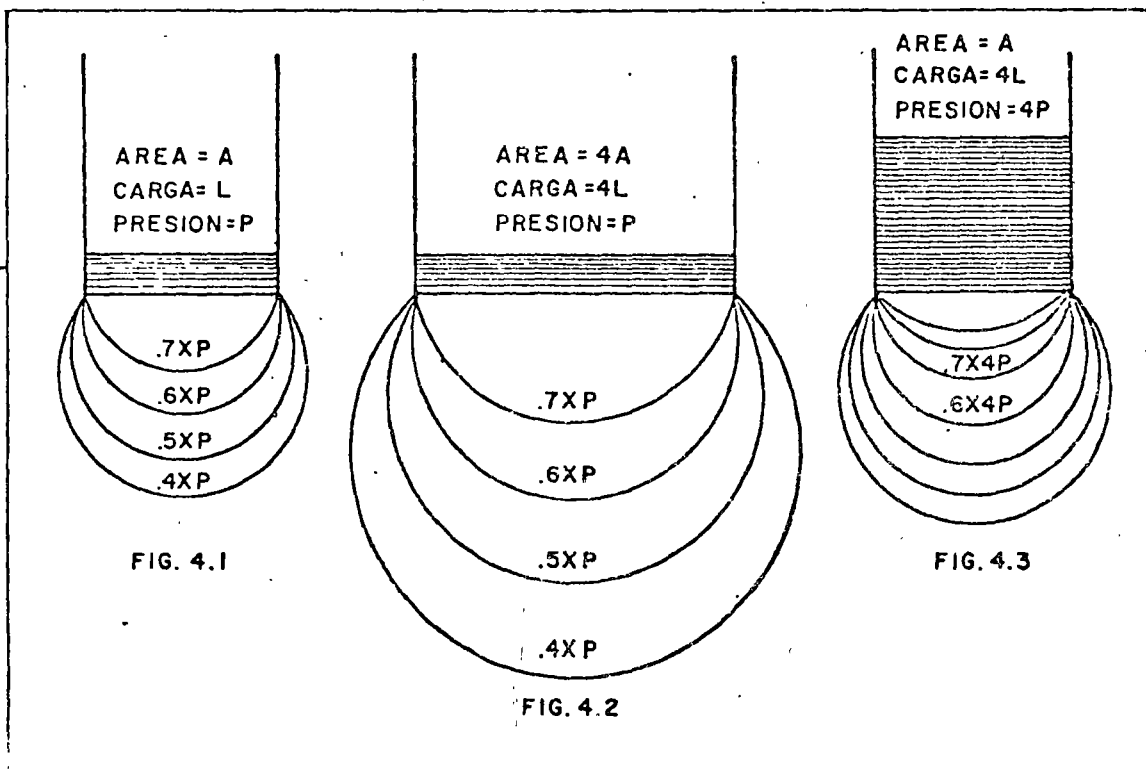 AREA = A
CARGA= L
PRESION=P
.7XP
.6XP
.5XP
.4XP
FIG. 4.1
AREA = 4A
CARGA=4L
PRESION=P
.7XP
.6XP
.5XP
.4XP
FIG. 4.2
AREA = A
CARGA=4L
PRESION=4P
.7X4P
.6X4P
FIG. 4.3